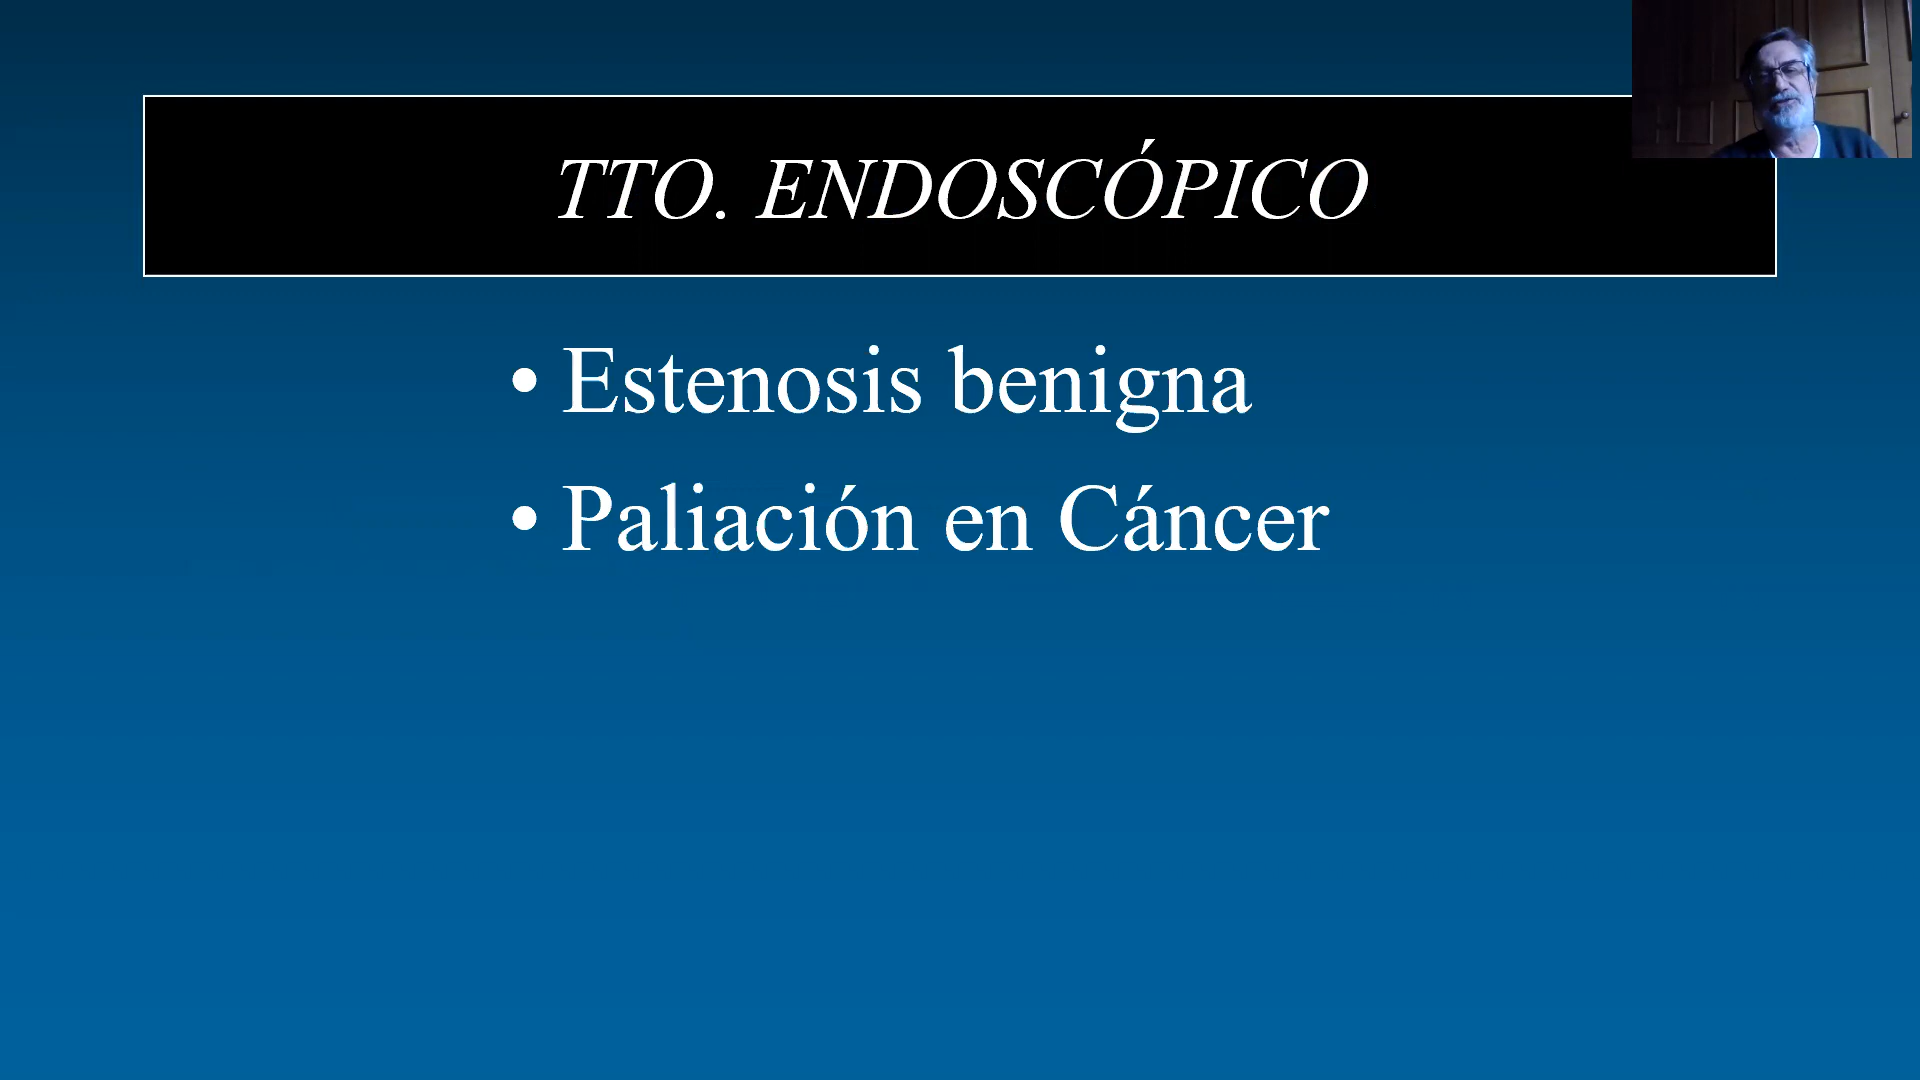 TTO. ENDOSCÓPICO
• Estenosis benigna
• Paliación en Cáncer